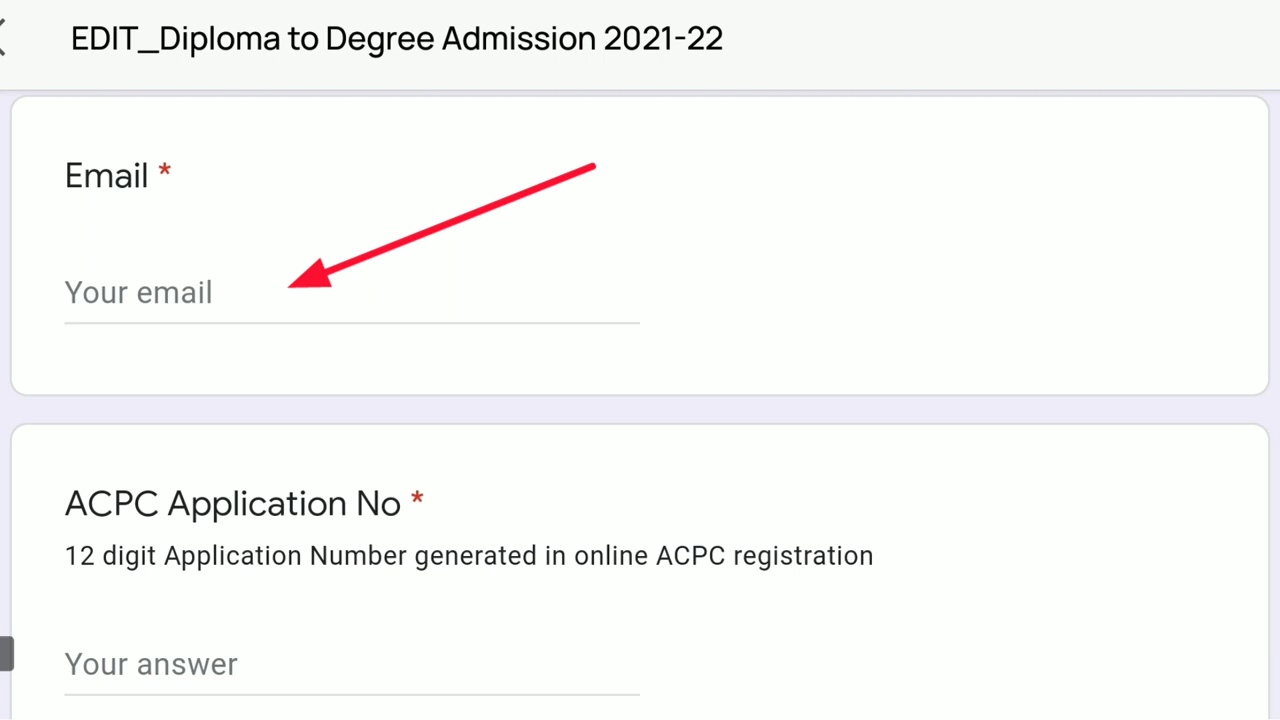 EDIT_Diploma to Degree Admission 2021-22
Email *
Your email
ACPC Application No *
12 digit Application Number generated in online ACPC registration
Your answer